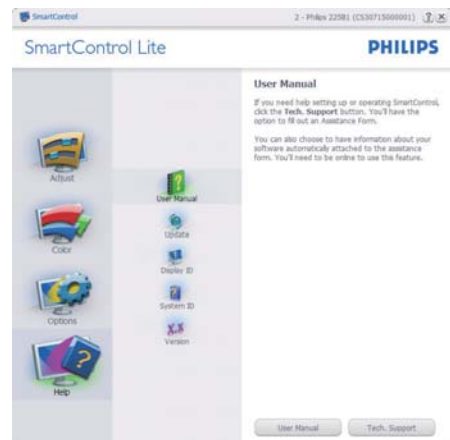 SmartControl
2 - Philips 225B1 (CS30715000001)
SmartControl Lite
PHILIPS
Adjust
Color
Options
Help
User Manual
Update
Display ID
System ID
Version
User Manual
If you need help setting up or operating SmartControl,
click the Tech. Support button. You'll have the
option to fill out an Assistance Form.
You can also choose to have information about your
software automatically attached to the assistance
form. You'll need to be online to use this feature.
User Manual
Tech. Support